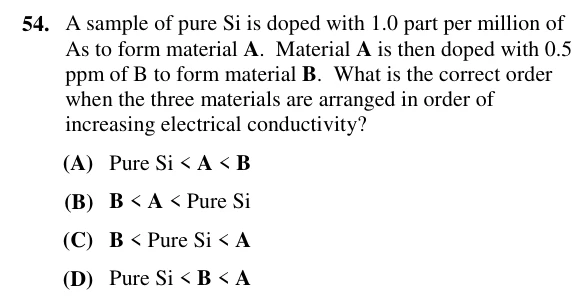 54. A sample of pure Si is doped with 1.0 part per million of
As to form material A. Material A is then doped with 0.5
ppm of B to form material B. What is the correct order
when the three materials are arranged in order of
increasing electrical conductivity?
(A) Pure Si < A < B
(B) B < A < Pure Si
(C) B < Pure Si < A
(D) Pure Si < B < A